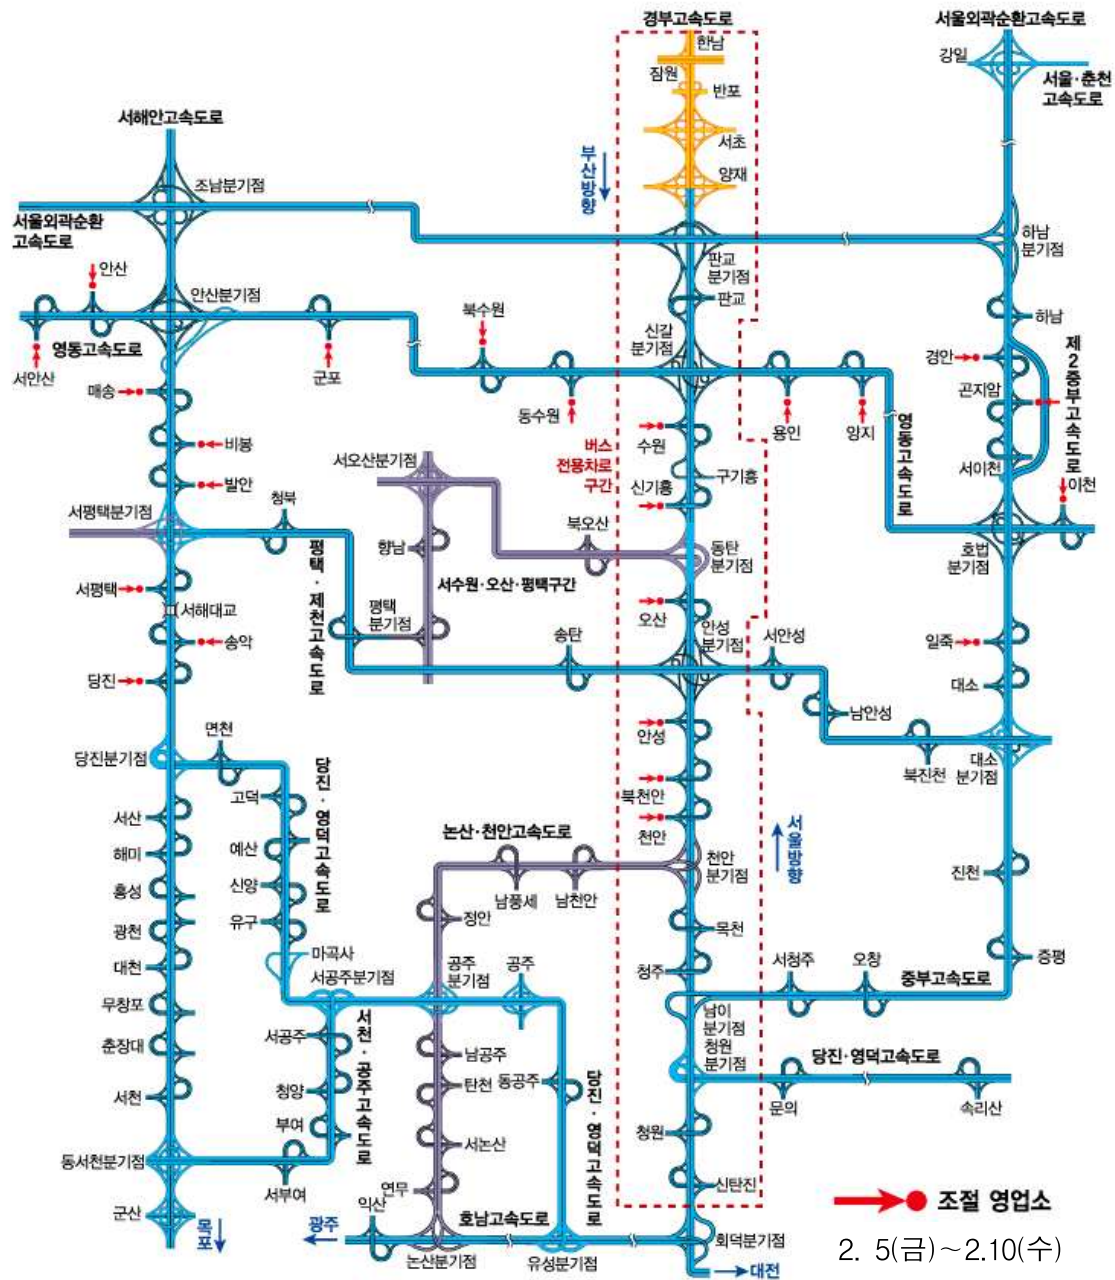 경부고속도로
서울외곽순환고속도로
한남
강일
잠원
서울·춘천
고속도로
반포
서해안고속도로
서초
부산방향
양재
조남분기점
서울외곽순환
고속도로
하남
분기점
판교
분기점
안산
안산분기점
판교
북수원
하남
영동고속도로
신갈
분기점
제2중부고속도로
서안산
군포
경안
매송
곤지암
동수원
용인
양지
영동고속도로
비봉
버스
전용차로
구간
수원
서오산분기점
서이천
구기흥
발안
신기흥
이천
청북
서평택분기점
북오산
향남
동탄
분기점
호법
분기점
평택·제천고속도로
서수원·오산·평택구간
서평택
서해대교
평택
분기점
오산
송악
송탄
안성
분기점
서안성
일죽
당진
대소
남안성
면천
안성
당진분기점
대소
분기점
북진천
당진·영덕고속도로
고덕
북천안
서산
논산·천안고속도로
천안
서울방향
예산
해미
천안
분기점
신양
진천
홍성
남풍세
남천안
유구
정안
목천
광천
마곡사
증평
대천
서공주분기점
공주
분기점
공주
청주
서청주
오창
중부고속도로
무창포
남이
분기점
서천·공주고속도로
서공주
춘장대
청원
분기점
남공주
당진·영덕고속도로
청양
탄천
동공주
당진·영덕고속도로
서천
문의
속리산
부여
청원
서논산
동서천분기점
연무
신탄진
서부여
익산
조절 영업소
군산
목포
광주
호남고속도로
회덕분기점
논산분기점
유성분기점
대전
2. 5(금)~2.10(수)